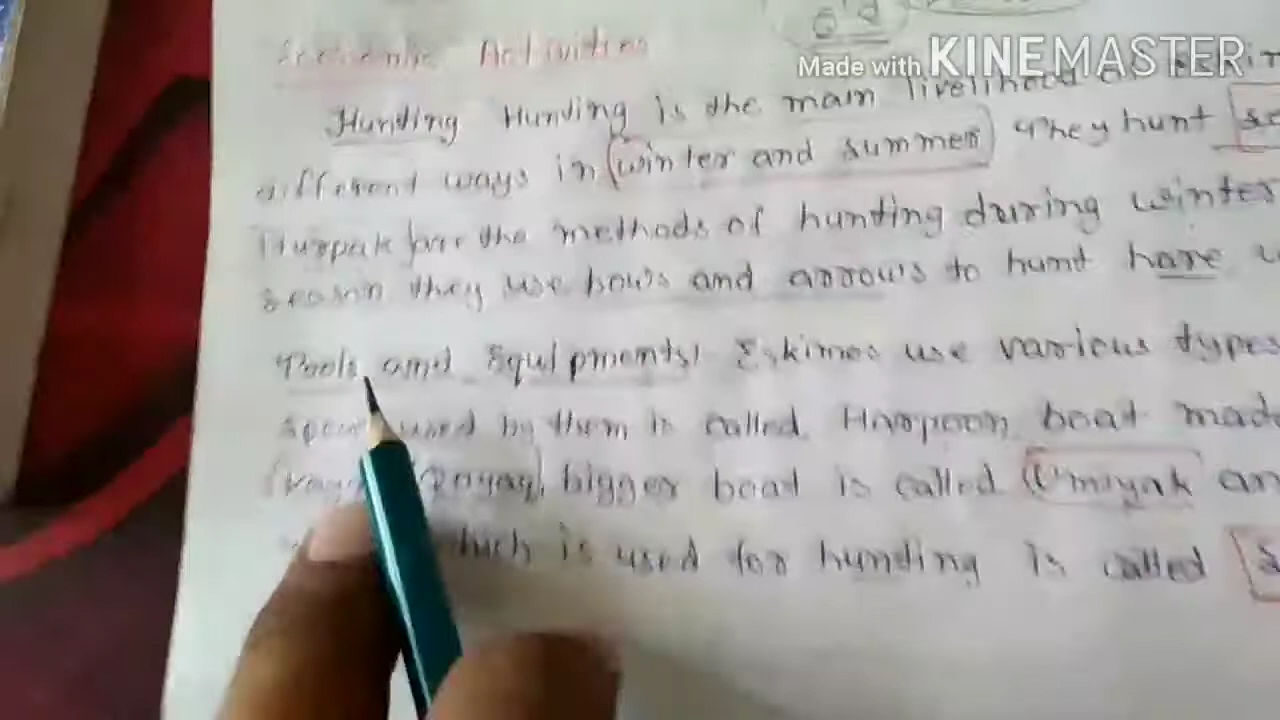 Made with KINEMASTER
Economic Activities
Hunting Hunting is the main livelihood
different ways in winter and summer They hunt
the methods of hunting during winter
season they use bows and arrows to hunt hare
Tools and Equipments: Eskimos use various types
used by them is called Harpoon, boat made
bigger boat is called Umiyak an
which is used for hunting is called